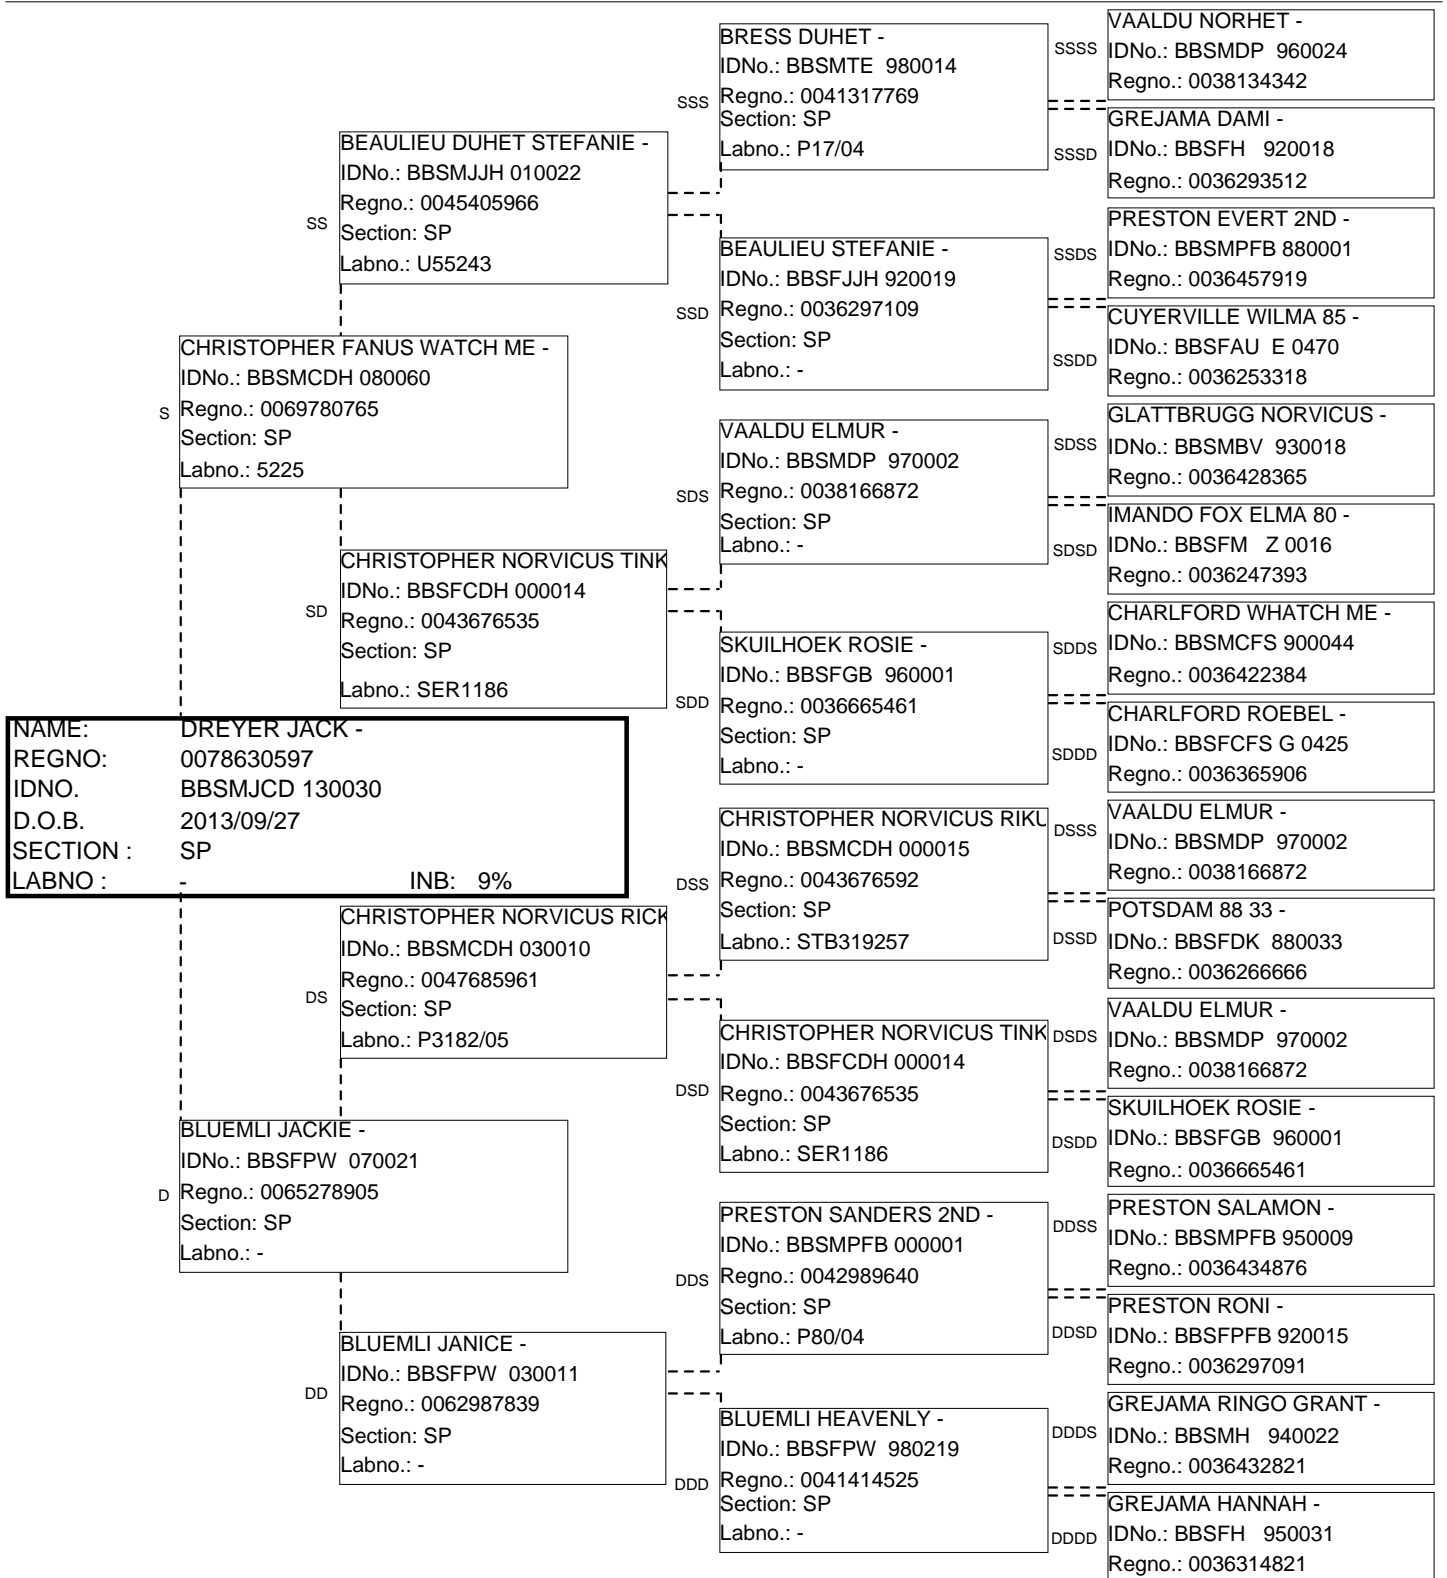 VAALDU NORHET -
SSSS IDNo.: BBSMDP 960024
Regno.: 0038134342
BRESS DUHET -
IDNo.: BBSMTE 980014
SSS Regno.: 0041317769
Section: SP
Labno.: P17/04
GREJAMA DAMI -
SSSD IDNo.: BBSFH 920018
Regno.: 0036293512
BEAULIEU DUHET STEFANIE -
IDNo.: BBSMJJH 010022
Regno.: 0045405966
SS Section: SP
Labno.: U55243
PRESTON EVERT 2ND -
SSDS IDNo.: BBSMPFB 880001
Regno.: 0036457919
BEAULIEU STEFANIE -
IDNo.: BBSFJJH 920019
SSD Regno.: 0036297109
Section: SP
Labno.: -
CUYERVILLE WILMA 85 -
SSDD IDNo.: BBSFAU E 0470
Regno.: 0036253318
CHRISTOPHER FANUS WATCH ME -
IDNo.: BBSMCDH 080060
S Regno.: 0069780765
Section: SP
Labno.: 5225
GLATTBRUGG NORVICUS -
SDSS IDNo.: BBSMBV 930018
Regno.: 0036428365
VAALDU ELMUR -
IDNo.: BBSMDP 970002
SDS Regno.: 0038166872
Section: SP
Labno.: -
IMANDO FOX ELMA 80 -
SDSD IDNo.: BBSFM Z 0016
Regno.: 0036247393
CHRISTOPHER NORVICUS TINK
IDNo.: BBSFCDH 000014
SD Regno.: 0043676535
Section: SP
Labno.: SER1186
CHARLFORD WHATCH ME -
SDDS IDNo.: BBSMCFS 900044
Regno.: 0036422384
SKUILHOEK ROSIE -
IDNo.: BBSFGB 960001
SDD Regno.: 0036665461
Section: SP
Labno.: -
CHARLFORD ROEBEL -
SDDD IDNo.: BBSFCFS G 0425
Regno.: 0036365906
NAME: DREYER JACK -
REGNO: 0078630597
IDNO. BBSMJCD 130030
D.O.B. 2013/09/27
SECTION : SP
LABNO : - INB: 9%
VAALDU ELMUR -
DSSS IDNo.: BBSMDP 970002
Regno.: 0038166872
CHRISTOPHER NORVICUS RIKU
IDNo.: BBSMCDH 000015
DSS Regno.: 0043676592
Section: SP
Labno.: STB319257
POTSDAM 88 33 -
DSSD IDNo.: BBSFDK 880033
Regno.: 0036266666
CHRISTOPHER NORVICUS RICK
IDNo.: BBSMCDH 030010
Regno.: 0047685961
DS Section: SP
Labno.: P3182/05
VAALDU ELMUR -
DSDS IDNo.: BBSMDP 970002
Regno.: 0038166872
CHRISTOPHER NORVICUS TINK
IDNo.: BBSFCDH 000014
DSD Regno.: 0043676535
Section: SP
Labno.: SER1186
SKUILHOEK ROSIE -
DSDD IDNo.: BBSFGB 960001
Regno.: 0036665461
BLUEMLI JACKIE -
IDNo.: BBSFPW 070021
D Regno.: 0065278905
Section: SP
Labno.: -
PRESTON SALAMON -
DDSS IDNo.: BBSMPFB 950009
Regno.: 0036434876
PRESTON SANDERS 2ND -
IDNo.: BBSMPFB 000001
DDS Regno.: 0042989640
Section: SP
Labno.: P80/04
PRESTON RONI -
DDSD IDNo.: BBSFPFB 920015
Regno.: 0036297091
BLUEMLI JANICE -
IDNo.: BBSFPW 030011
DD Regno.: 0062987839
Section: SP
Labno.: -
GREJAMA RINGO GRANT -
DDDS IDNo.: BBSMH 940022
Regno.: 0036432821
BLUEMLI HEAVENLY -
IDNo.: BBSFPW 980219
DDD Regno.: 0041414525
Section: SP
Labno.: -
GREJAMA HANNAH -
DDDD IDNo.: BBSFH 950031
Regno.: 0036314821